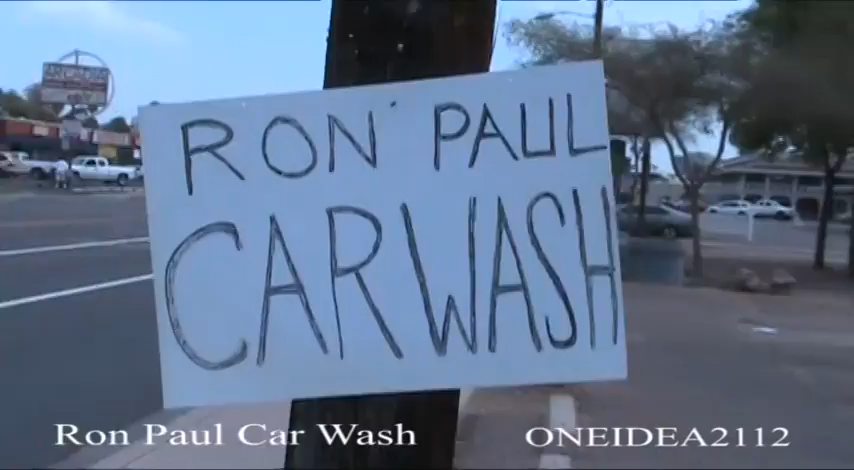 RON PAUL
CARWASH
Ron Paul Car Wash
ONEIDEA2112